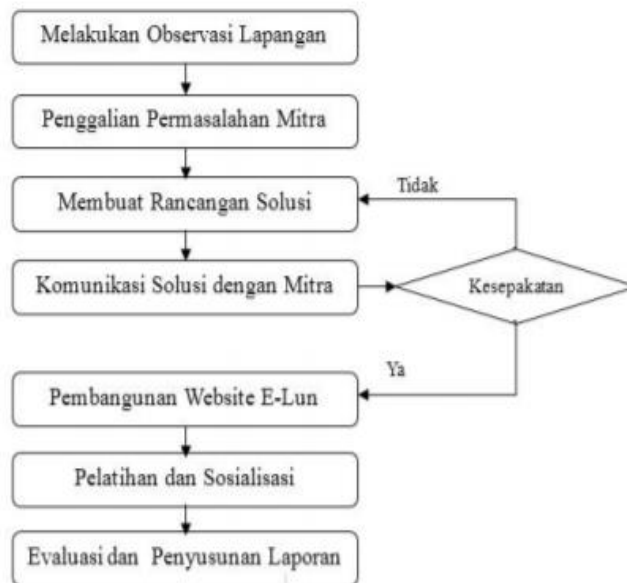 Melakukan Observasi Lapangan
Penggalian Permasalahan Mitra
Membuat Rancangan Solusi
Tidak
Komunikasi Solusi dengan Mitra
Kesepakatan
Ya
Pembangunan Website E-Lun
Pelatihan dan Sosialisasi
Evaluasi dan Penyusunan Laporan